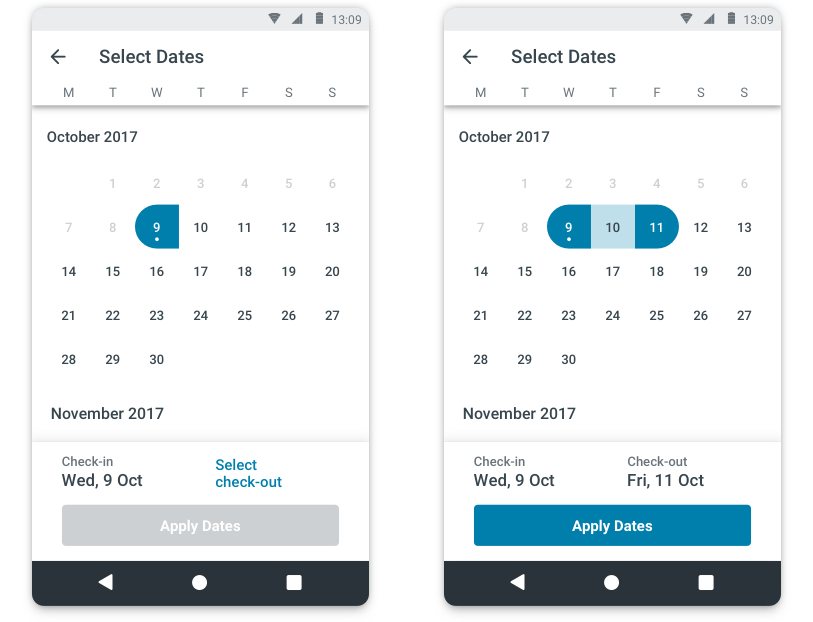 13:09
Select Dates
M T W T F S S
October 2017
1 2 3 4 5 6
7 8 9 10 11 12 13
14 15 16 17 18 19 20
21 22 23 24 25 26 27
28 29 30
November 2017
Check-in
Wed, 9 Oct
Select
check-out
Apply Dates
13:09
Select Dates
M T W T F S S
October 2017
1 2 3 4 5 6
7 8 9 10 11 12 13
14 15 16 17 18 19 20
21 22 23 24 25 26 27
28 29 30
November 2017
Check-in
Wed, 9 Oct
Check-out
Fri, 11 Oct
Apply Dates